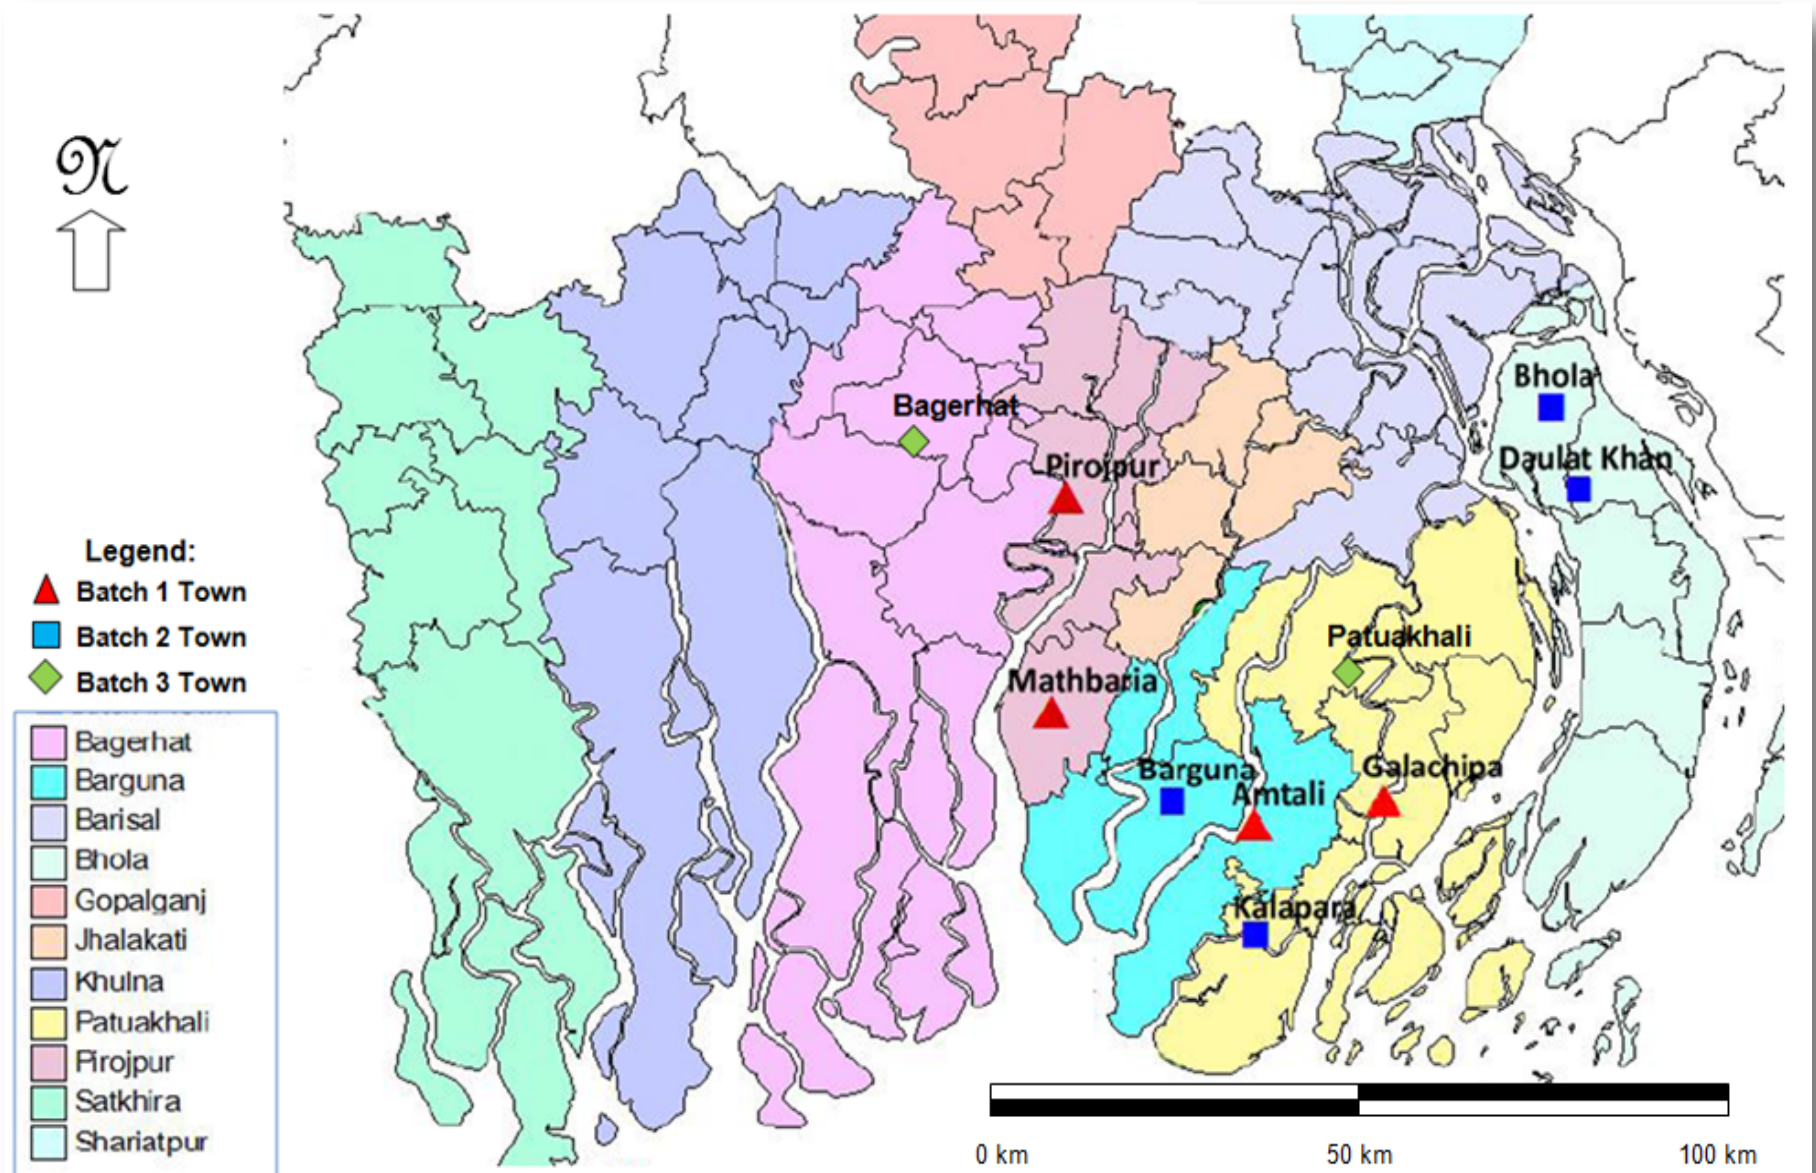 N
Bhola
Bagerhat
Daulat Khan
Pirojpur
Legend:
Batch 1 Town
Batch 2 Town
Batch 3 Town
Patuakhali
Mathbaria
Barguna
Galachipa
Amtali
Kalapara
Bagerhat
Barguna
Barisal
Bhola
Gopalganj
Jhalakati
Khulna
Patuakhali
Pirojpur
Satkhira
Shariatpur
0 km 50 km 100 km